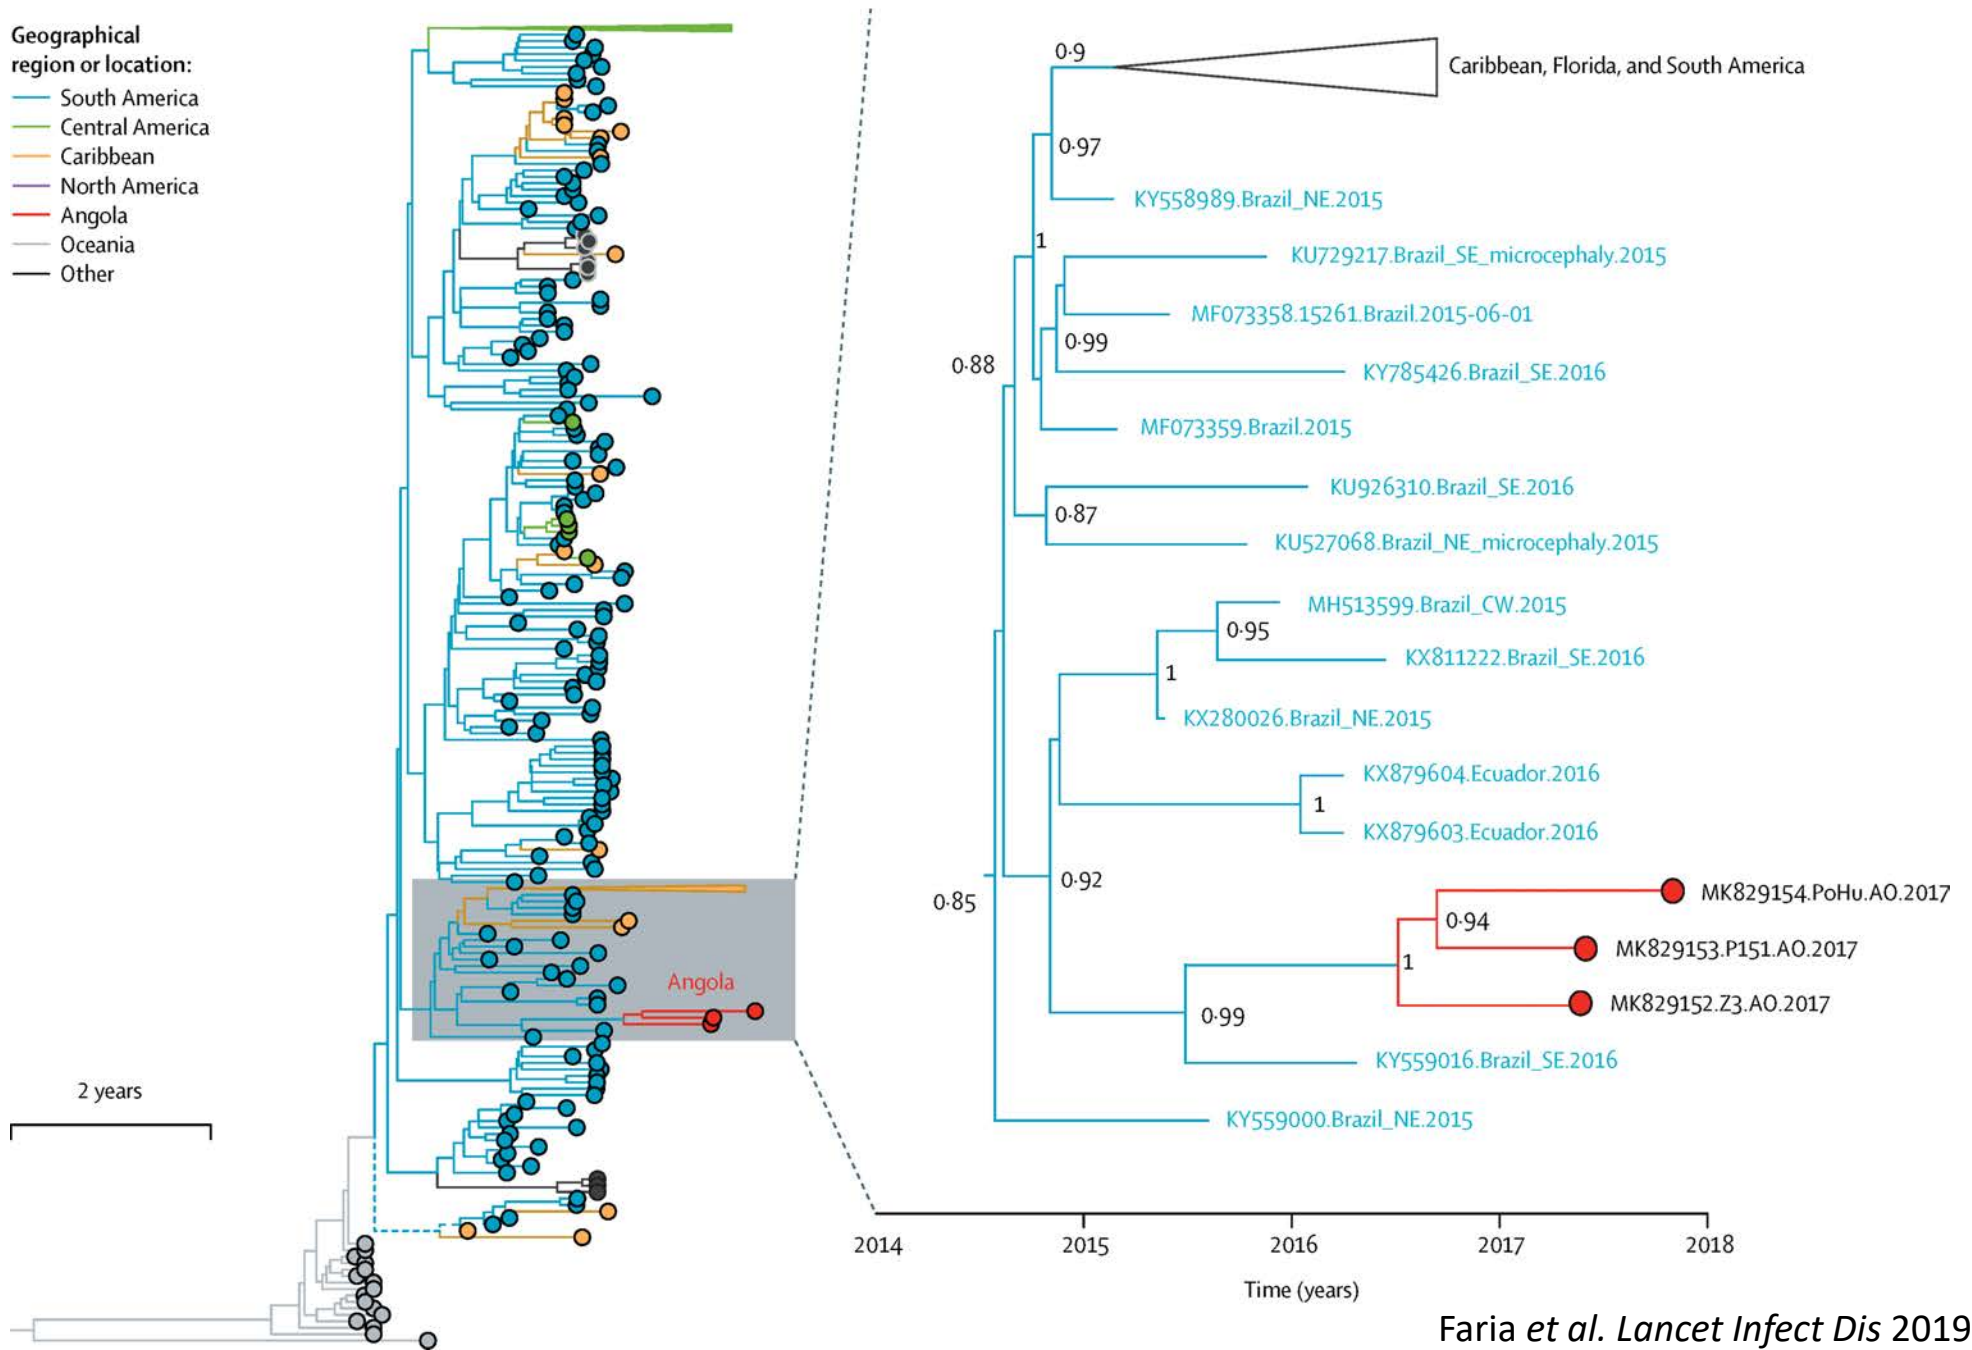 Geographical
region or location:
South America
Central America
Caribbean
North America
Angola
Oceania
Other
2 years
Angola
0·9
Caribbean, Florida, and South America
0·97
KY558989.Brazil_NE.2015
1
KU729217.Brazil_SE_microcephaly.2015
MF073358.15261.Brazil.2015-06-01
0·99
0·88
KY785426.Brazil_SE.2016
MF073359.Brazil.2015
KU926310.Brazil_SE.2016
0·87
KU527068.Brazil_NE_microcephaly.2015
MH513599.Brazil_CW.2015
0·95
KX811222.Brazil_SE.2016
1
KX280026.Brazil_NE.2015
KX879604.Ecuador.2016
1
KX879603.Ecuador.2016
0·92
0·85
MK829154.PoHu.AO.2017
0·94
MK829153.P151.AO.2017
1
MK829152.Z3.AO.2017
0·99
KY559016.Brazil_SE.2016
KY559000.Brazil_NE.2015
2014 2015 2016 2017 2018
Time (years)
Faria et al. Lancet Infect Dis 2019